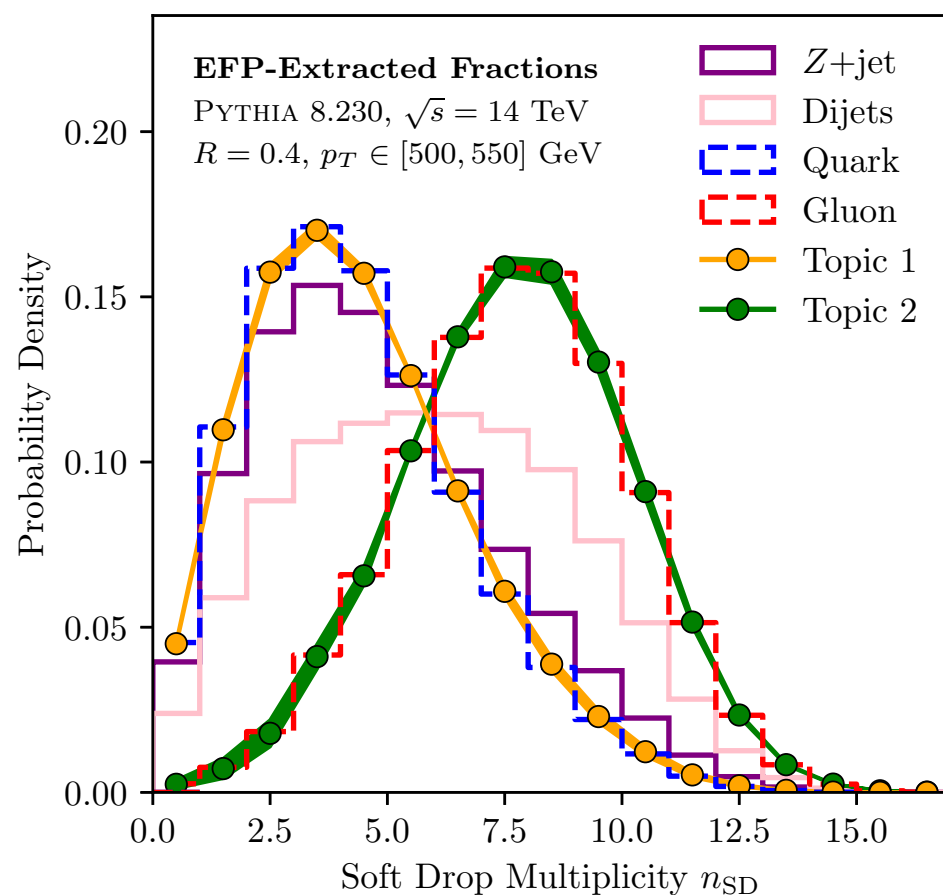 EFP-Extracted Fractions
PYTHIA 8.230, √s = 14 TeV
R = 0.4, p_T ∈ [500, 550] GeV
Z+jet
Dijets
Quark
Gluon
Topic 1
Topic 2
Probability Density
0.20
0.15
0.10
0.05
0.00
0.0 2.5 5.0 7.5 10.0 12.5 15.0
Soft Drop Multiplicity n_SD